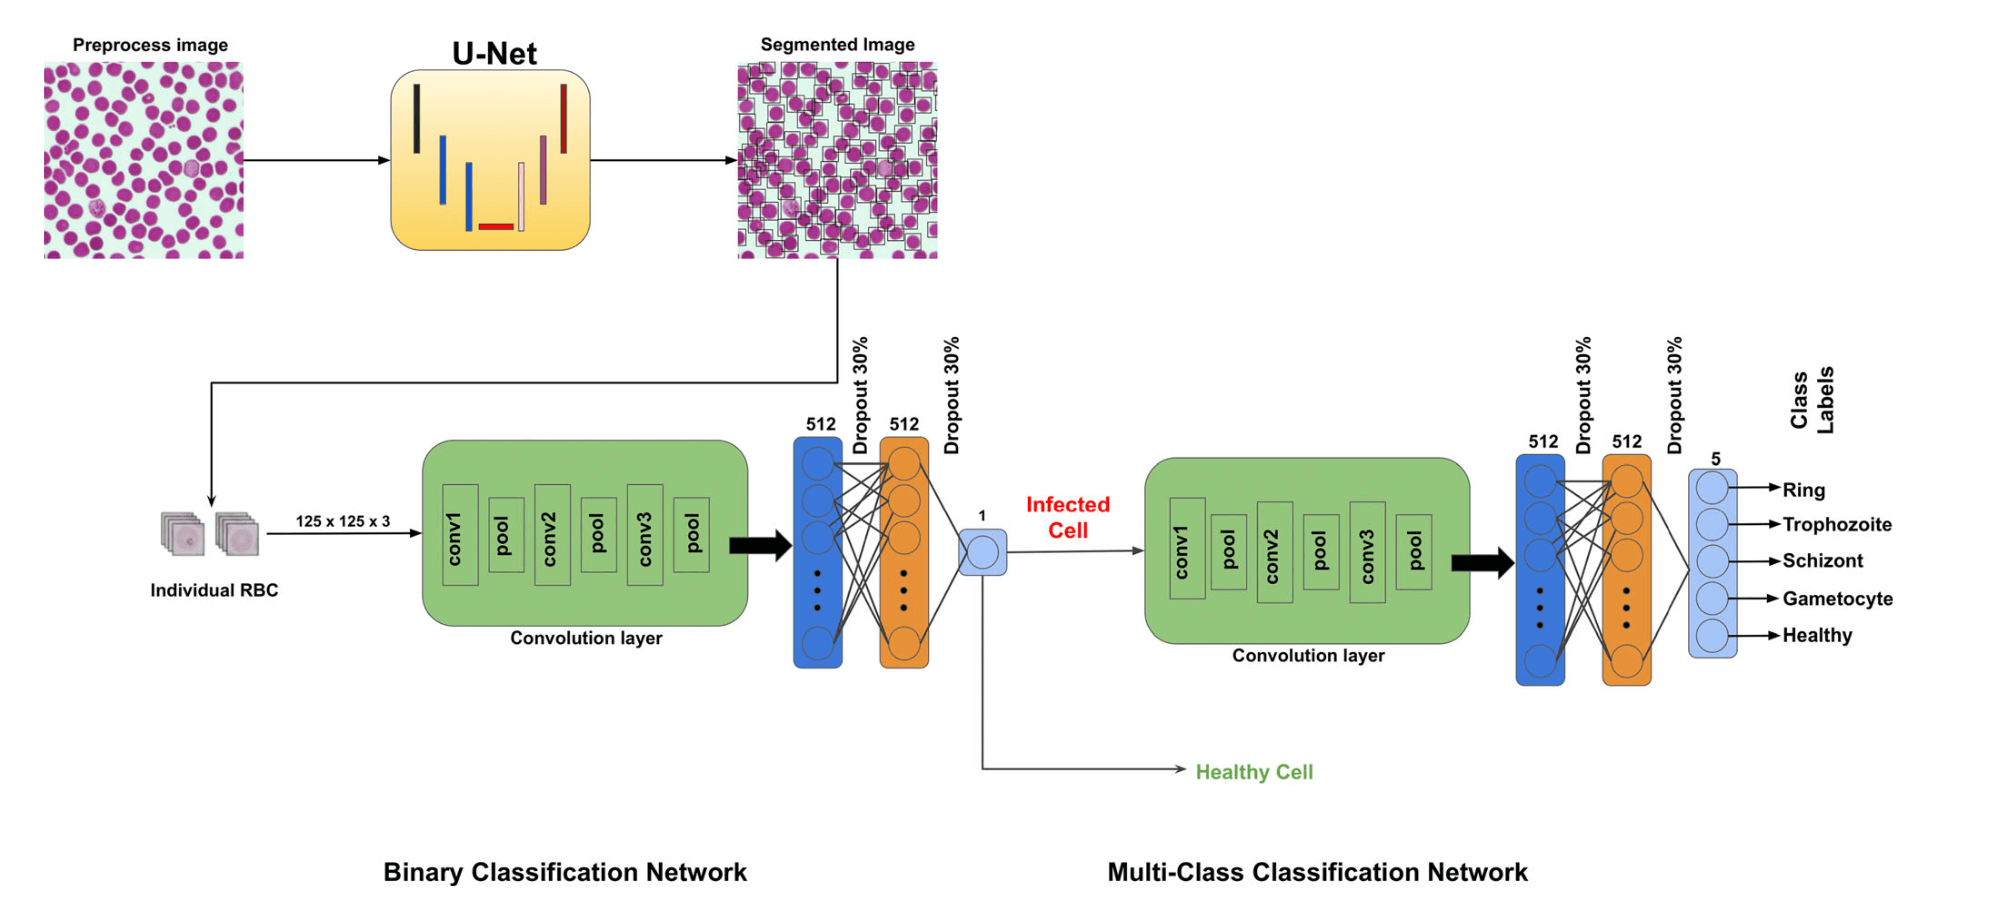 Preprocess image
U-Net
Segmented Image
Individual RBC
125 x 125 x 3
conv1
pool
conv2
pool
conv3
pool
Convolution layer
512
Dropout 30%
512
Dropout 30%
1
Infected
Cell
Healthy Cell
conv1
pool
conv2
pool
conv3
pool
Convolution layer
512
Dropout 30%
512
Dropout 30%
5
Class
Labels
Ring
Trophozoite
Schizont
Gametocyte
Healthy
Binary Classification Network
Multi-Class Classification Network